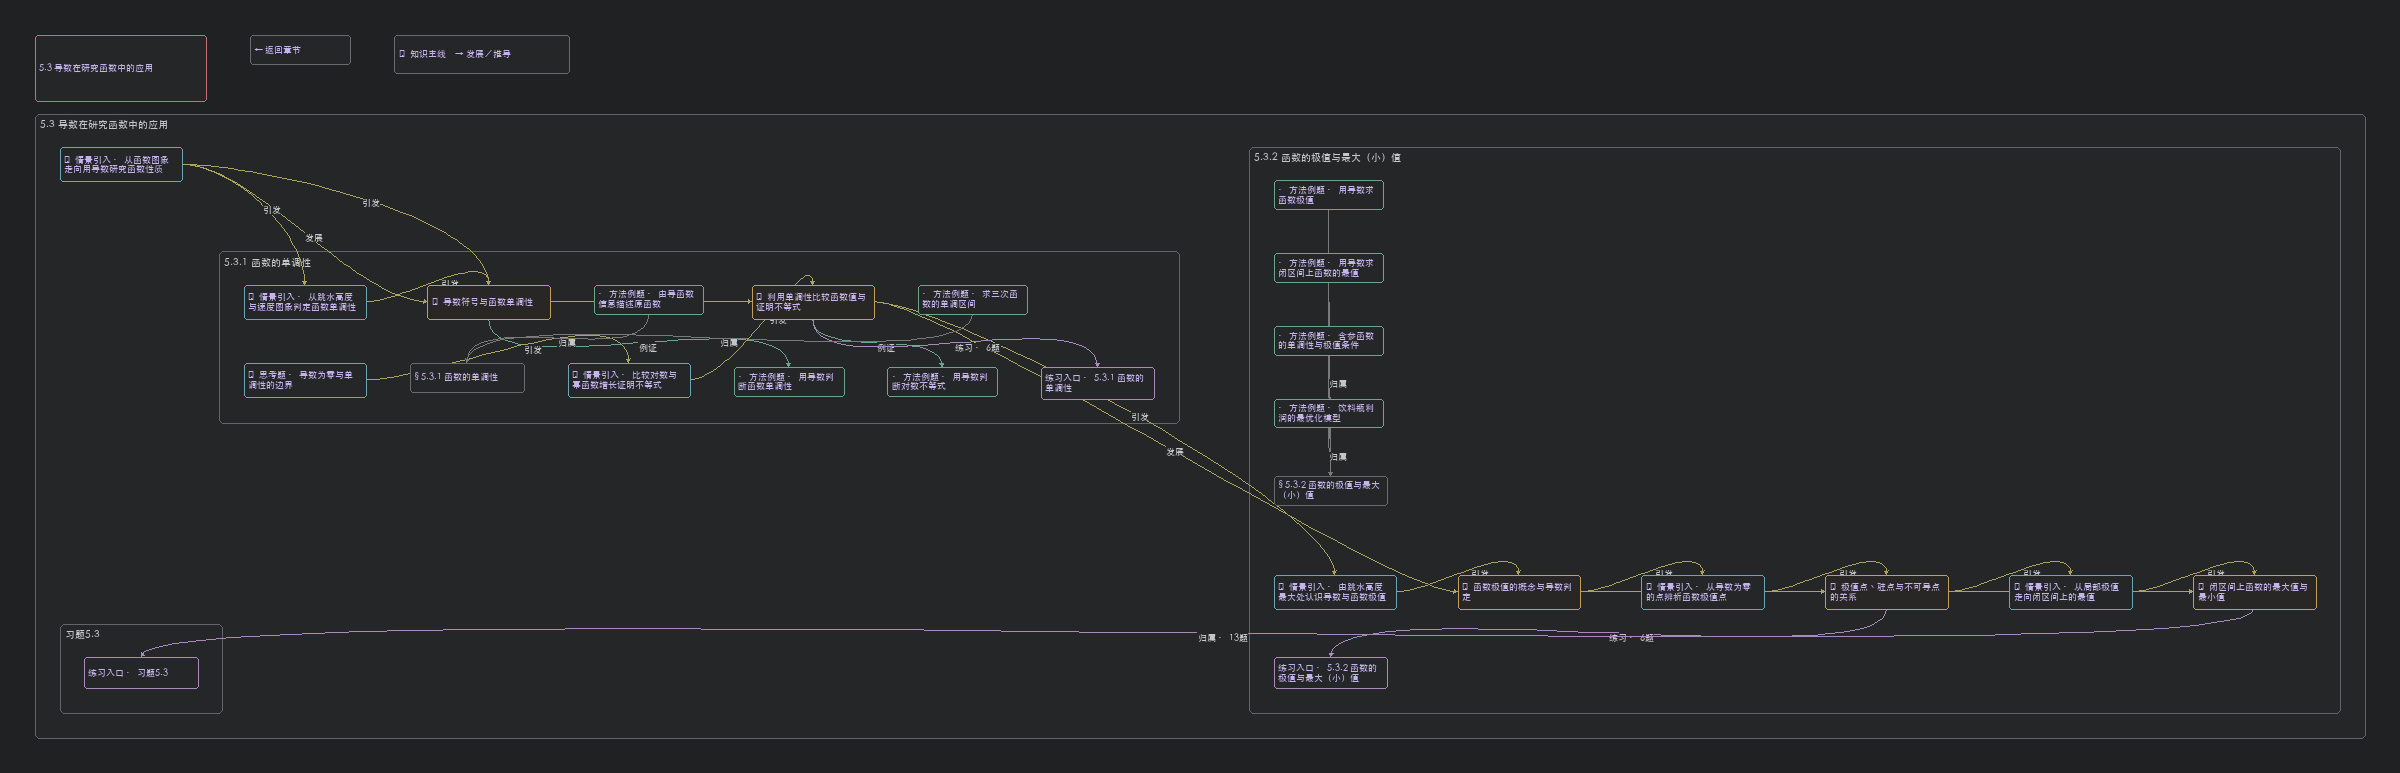 5.3 导数在研究函数中的应用
← 返回章节
知识主线 → 发展／推导
5.3 导数在研究函数中的应用
情景引入 · 从函数图象
走向用导数研究函数性质
引发
引发
发展
5.3.1 函数的单调性
情景引入 · 从跳水高度
与速度图象判定函数单调性
引发
导数符号与函数单调性
· 方法例题 · 由导函数
信息描述原函数
利用单调性比较函数值与
证明不等式
· 方法例题 · 求三次函
数的单调区间
引发
引发
归属
例证
归属
例证
练习 · 6题
思考题 · 导数为零与单
调性的边界
§ 5.3.1 函数的单调性
情景引入 · 比较对数与
幂函数增长证明不等式
· 方法例题 · 用导数判
断函数单调性
· 方法例题 · 用导数判
断对数不等式
练习入口 · 5.3.1 函数的
单调性
引发
发展
5.3.2 函数的极值与最大（小）值
· 方法例题 · 用导数求
函数极值
· 方法例题 · 用导数求
闭区间上函数的最值
· 方法例题 · 含参函数
的单调性与极值条件
归属
· 方法例题 · 饮料瓶利
润的最优化模型
归属
§ 5.3.2 函数的极值与最大
（小）值
引发
引发
引发
引发
引发
情景引入 · 由跳水高度
最大处认识导数与函数极值
函数极值的概念与导数判
定
情景引入 · 从导数为零
的点辨析函数极值点
极值点、驻点与不可导点
的关系
情景引入 · 从局部极值
走向闭区间上的最值
闭区间上函数的最大值与
最小值
归属 · 13题
练习 · 6题
习题5.3
练习入口 · 习题5.3
练习入口 · 5.3.2 函数的
极值与最大（小）值